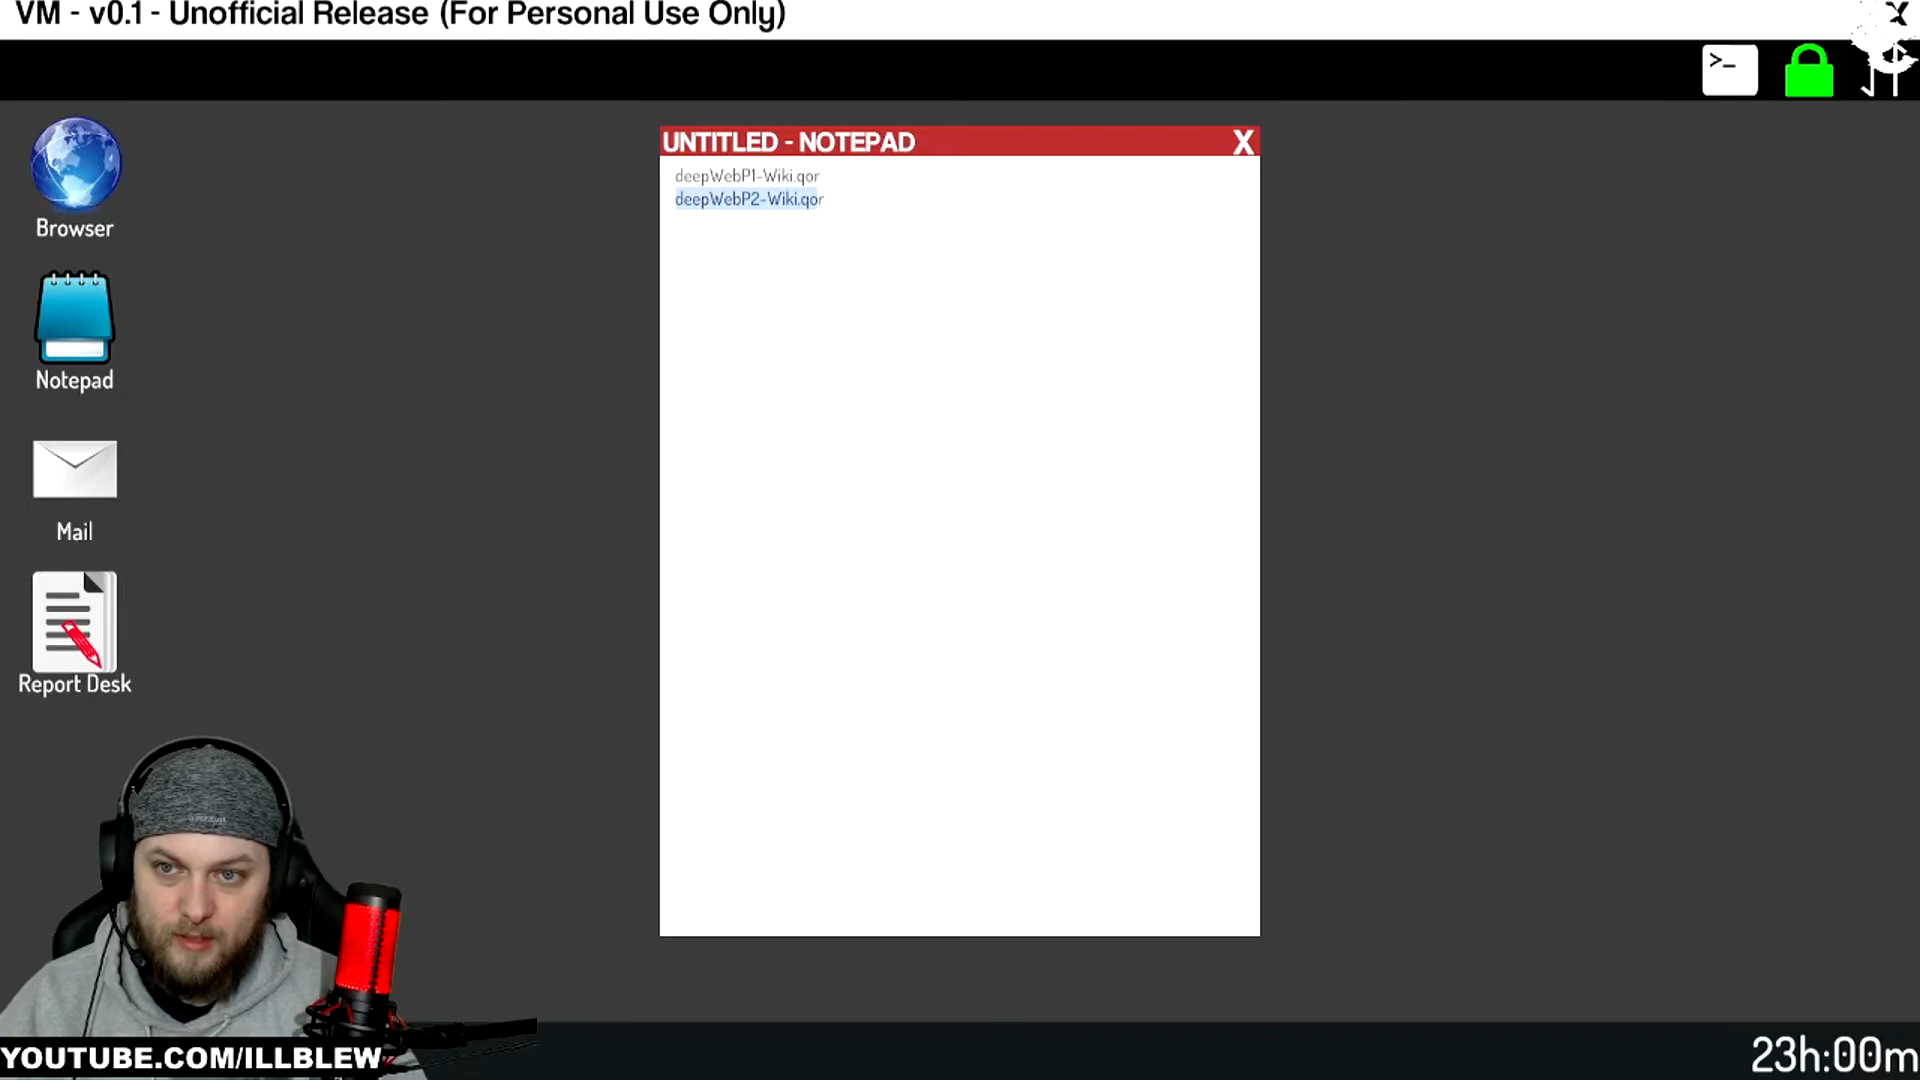 VM - v0.1 - Unofficial Release (For Personal Use Only)
X
>_
UNTITLED - NOTEPAD
X
deepWebP1-Wiki.qor
deepWebP2-Wiki.qor
Browser
Notepad
Mail
Report Desk
YOUTUBE.COM/ILLBLEW
23h:00m